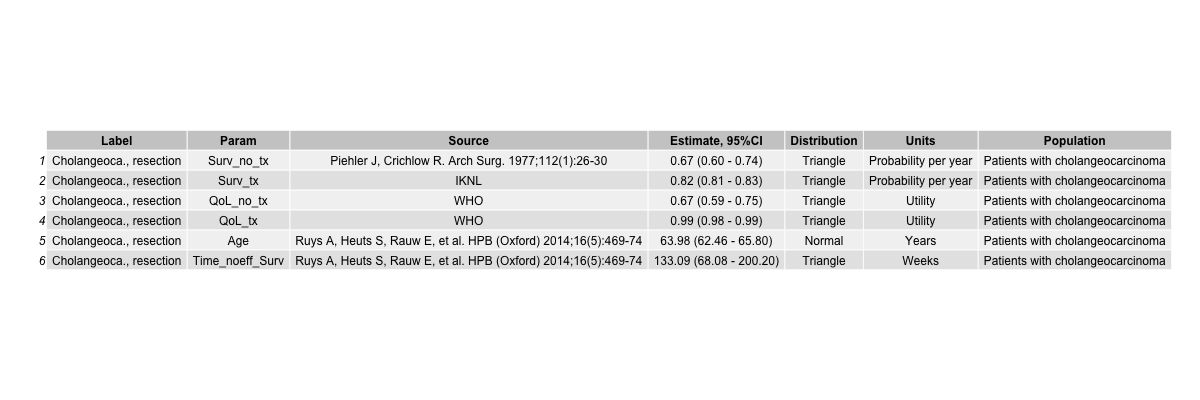 Label Param Source Estimate, 95%CI Distribution Units Population
1 Cholangeoca., resection Surv_no_tx Piehler J, Crichlow R. Arch Surg. 1977;112(1):26-30 0.67 (0.60 - 0.74) Triangle Probability per year Patients with cholangeocarcinoma
2 Cholangeoca., resection Surv_tx IKNL 0.82 (0.81 - 0.83) Triangle Probability per year Patients with cholangeocarcinoma
3 Cholangeoca., resection QoL_no_tx WHO 0.67 (0.59 - 0.75) Triangle Utility Patients with cholangeocarcinoma
4 Cholangeoca., resection QoL_tx WHO 0.99 (0.98 - 0.99) Triangle Utility Patients with cholangeocarcinoma
5 Cholangeoca., resection Age Ruys A, Heuts S, Rauw E, et al. HPB (Oxford) 2014;16(5):469-74 63.98 (62.46 - 65.80) Normal Years Patients with cholangeocarcinoma
6 Cholangeoca., resection Time_noeff_Surv Ruys A, Heuts S, Rauw E, et al. HPB (Oxford) 2014;16(5):469-74 133.09 (68.08 - 200.20) Triangle Weeks Patients with cholangeocarcinoma